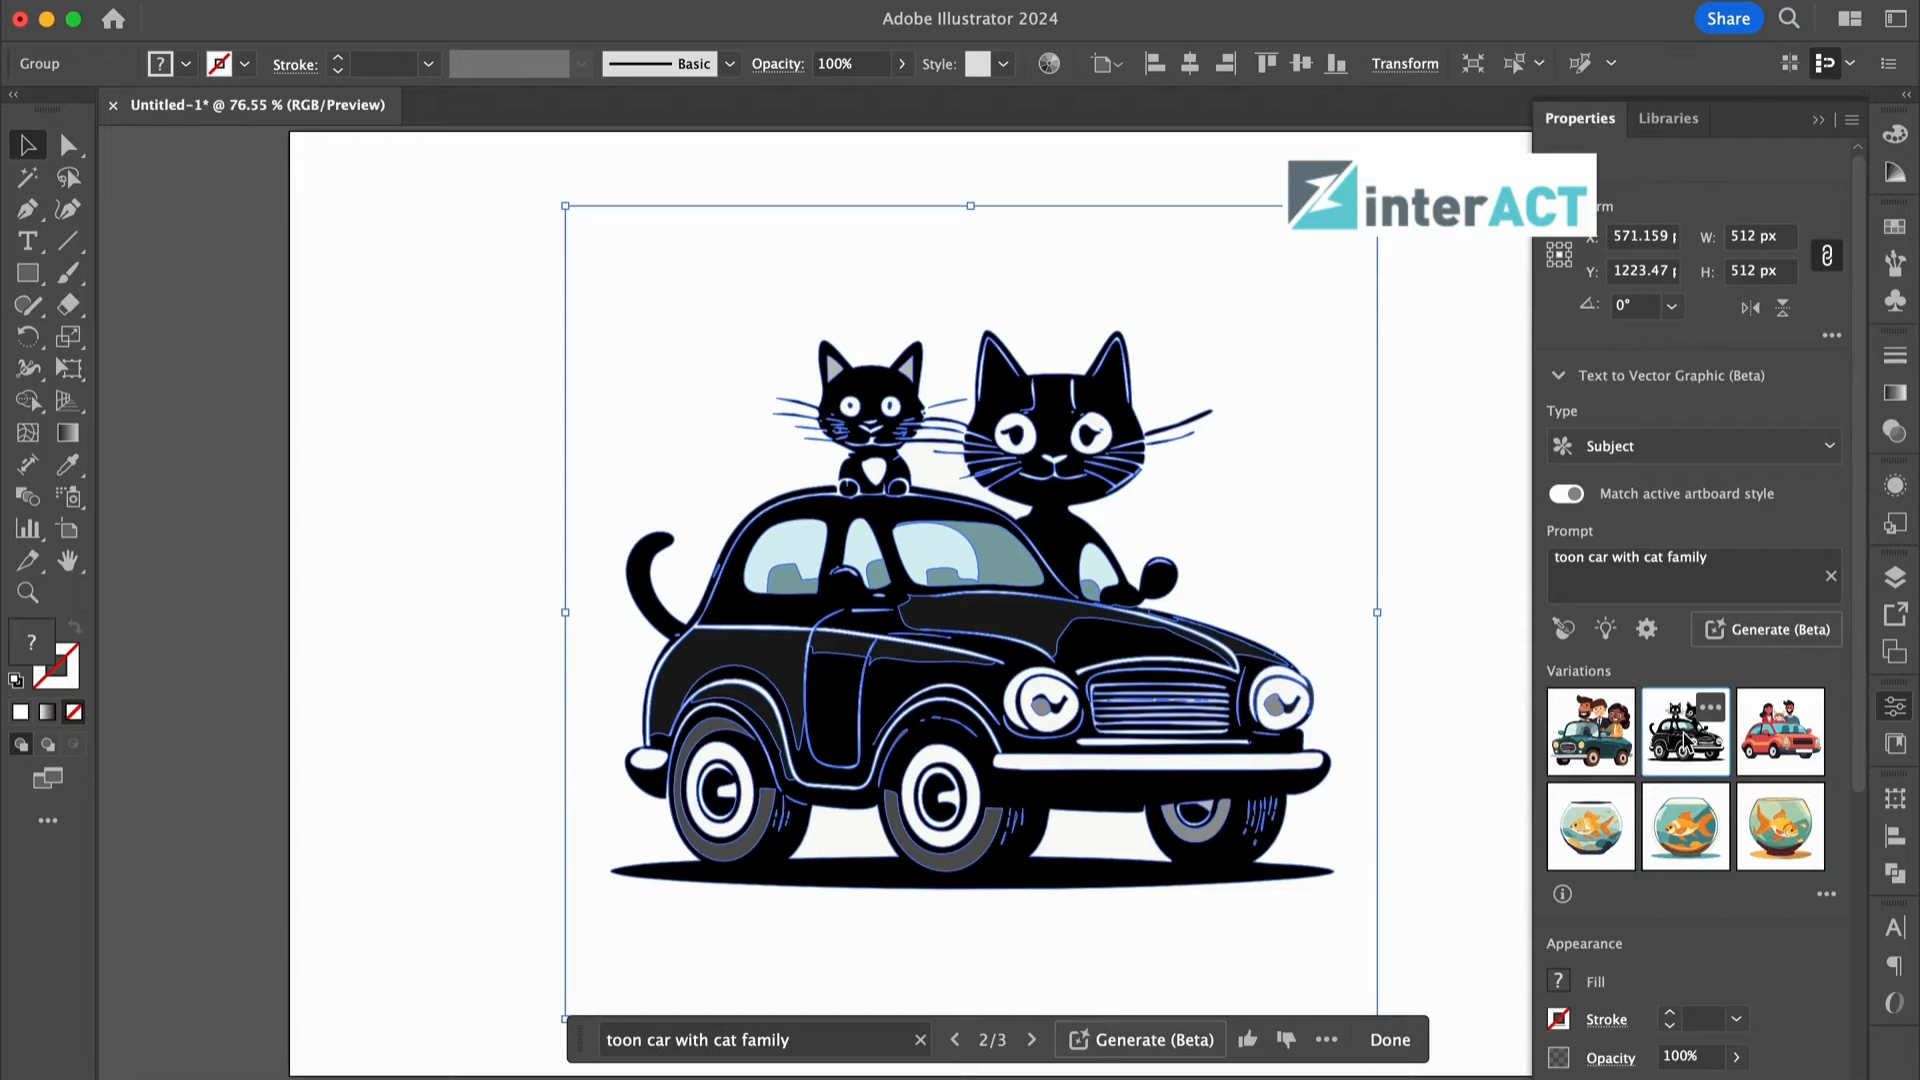 Adobe Illustrator 2024
Share
Group
?
Stroke:
Basic
Opacity: 100%
Style:
Transform
Untitled-1* @ 76.55 % (RGB/Preview)
Properties
Libraries
interACT
rm
X: 571.159 p
W: 512 px
Y: 1223.47 p
H: 512 px
0°
Text to Vector Graphic (Beta)
Type
Subject
Match active artboard style
Prompt
toon car with cat family
Generate (Beta)
Variations
?
Appearance
? Fill
Stroke
Opacity 100%
toon car with cat family
2/3
Generate (Beta)
Done